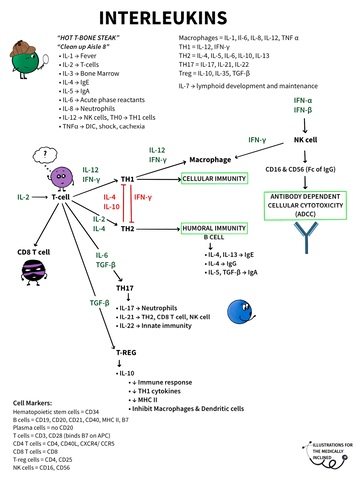 INTERLEUKINS
"HOT T-BONE STEAK"
"Clean up Aisle 8"
• IL-1 → Fever
• IL-2 → T-cells
• IL-3 → Bone Marrow
• IL-4 → IgE
• IL-5 → IgA
• IL-6 → Acute phase reactants
• IL-8 → Neutrophils
• IL-12 → NK cells, TH0 → TH1 cells
• TNFα → DIC, shock, cachexia
Macrophages = IL-1, Il-6, IL-8, IL-12, TNF α
TH1 = IL-12, IFN-γ
TH2 = IL-4, IL-5, IL-6, IL-10, IL-13
TH17 = IL-17, IL-21, IL-22
Treg = IL-10, IL-35, TGF-β
IL-7 → lymphoid development and maintenance
IFN-α
IFN-β
IFN-γ
NK cell
IL-12
IFN-γ
Macrophage
CD16 & CD56 (Fc of IgG)
?
IL-12
IFN-γ
TH1
CELLULAR IMMUNITY
IL-2
T-cell
IL-4
IL-10
IFN-γ
ANTIBODY DEPENDENT
CELLULAR CYTOTOXICITY
(ADCC)
IL-2
IL-4
TH2
HUMORAL IMMUNITY
B CELL
• IL-4, IL-13 → IgE
• IL-4 → IgG
• IL-5, TGF-β → IgA
CD8 T cell
IL-6
TGF-β
TH17
TGF-β
• IL-17 → Neutrophils
• IL-21 → TH2, CD8 T cell, NK cell
• IL-22 → Innate immunity
T-REG
• IL-10
• ↓ Immune response
• ↓ TH1 cytokines
• ↓ MHC II
• Inhibit Macrophages & Dendritic cells
Cell Markers:
Hematopoietic stem cells = CD34
B cells = CD19, CD20, CD21, CD40, MHC II, B7
Plasma cells = no CD20
T cells = CD3, CD28 (binds B7 on APC)
CD4 T cells = CD4, CD40L, CXCR4/ CCR5
CD8 T cells = CD8
T-reg cells = CD4, CD25
NK cells = CD16, CD56
ILLUSTRATIONS FOR
THE MEDICALLY
INCLINED